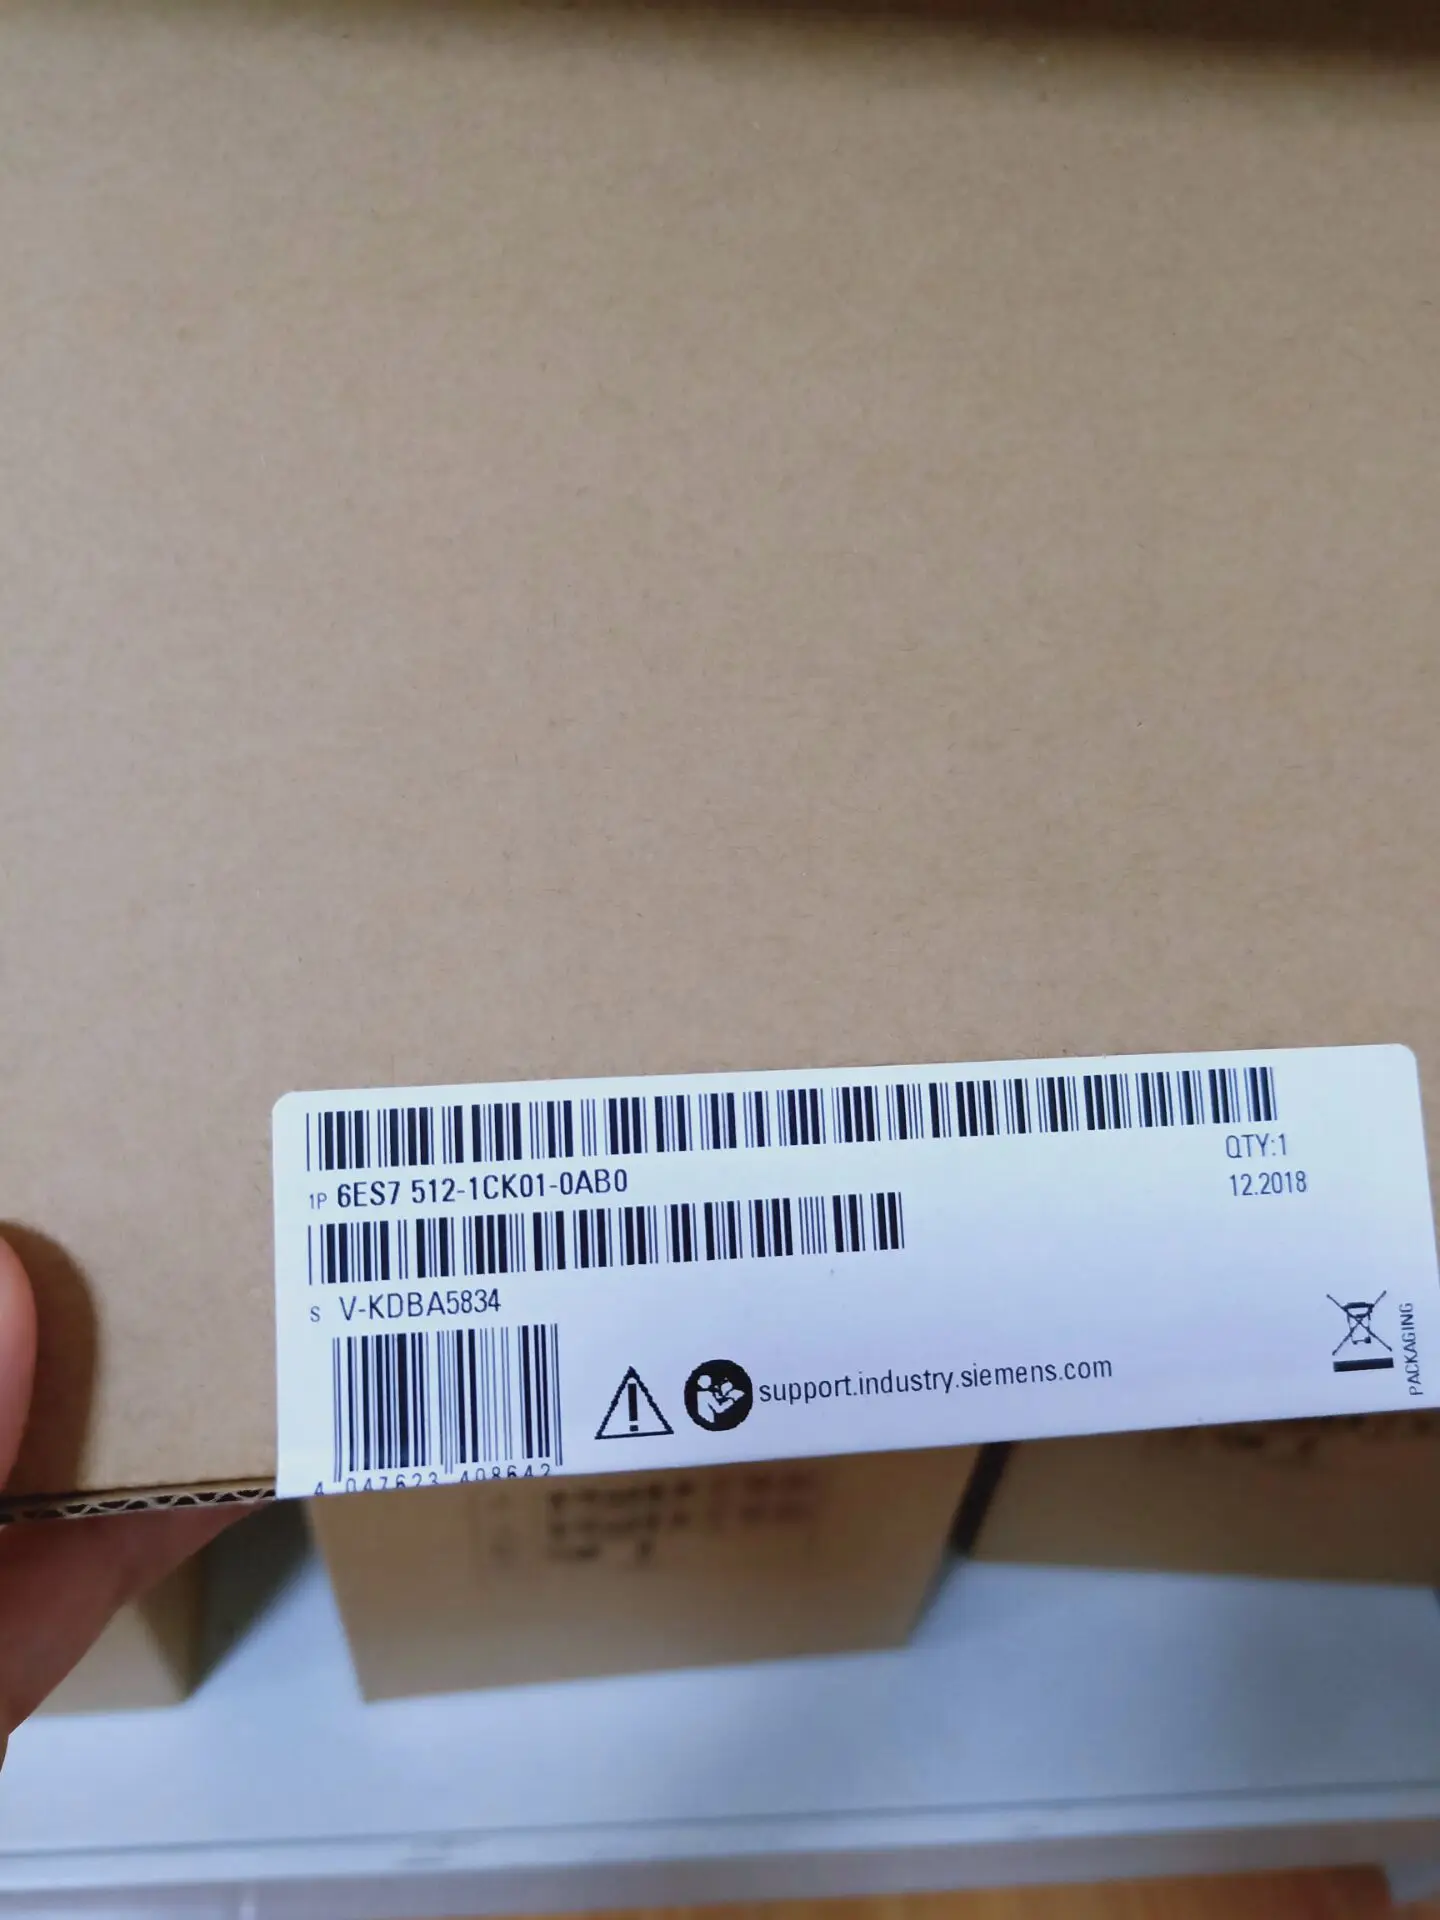 1P 6ES7 512-1CK01-0AB0
QTY:1
12.2018
S V-KDBA5834
4 047623 408642
support.industry.siemens.com
PACKAGING